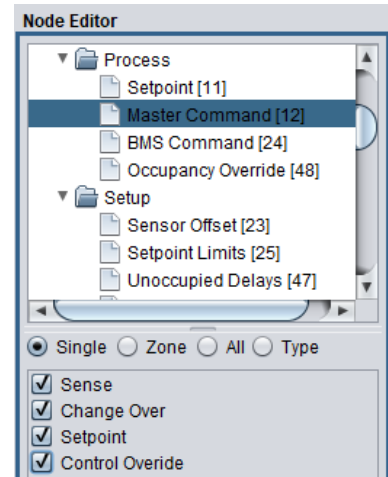 Node Editor
Process
Setpoint [11]
Master Command [12]
BMS Command [24]
Occupancy Override [48]
Setup
Sensor Offset [23]
Setpoint Limits [25]
Unoccupied Delays [47]
Single Zone All Type
Sense
Change Over
Setpoint
Control Overide